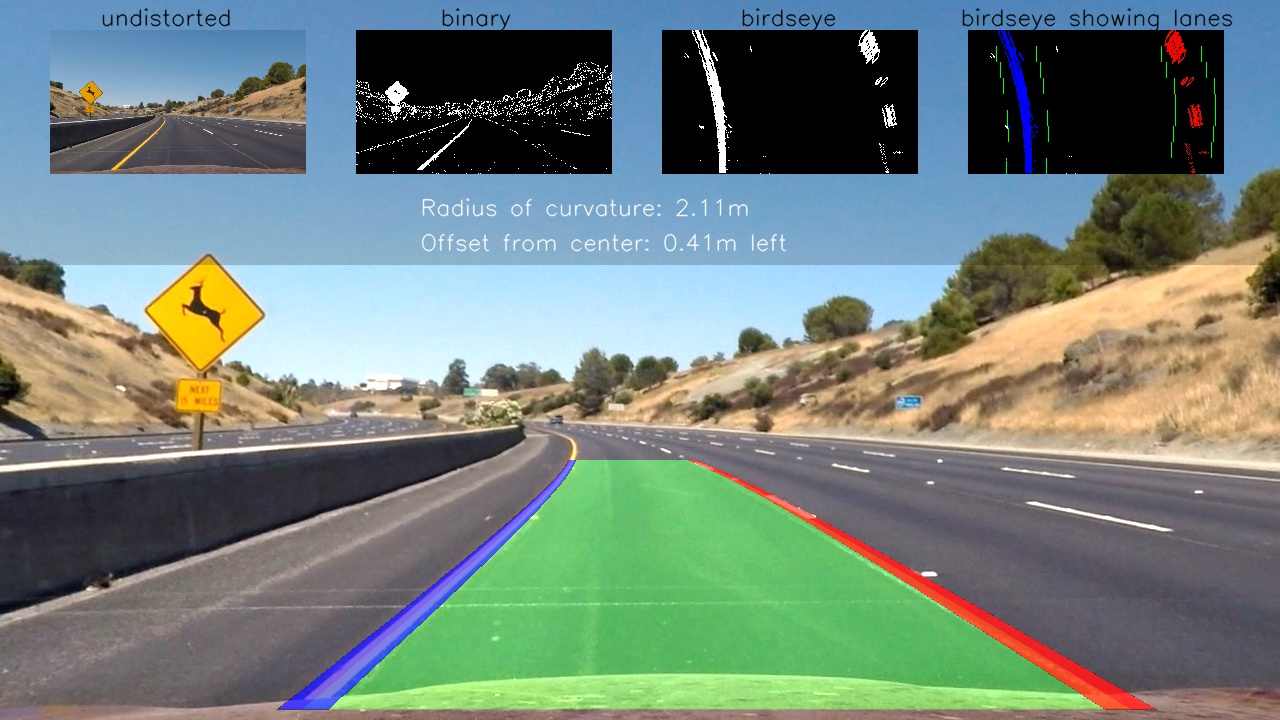 undistorted
binary
birdseye
birdseye showing lanes
Radius of curvature: 2.11m
Offset from center: 0.41m left
NEXT
15 MILES